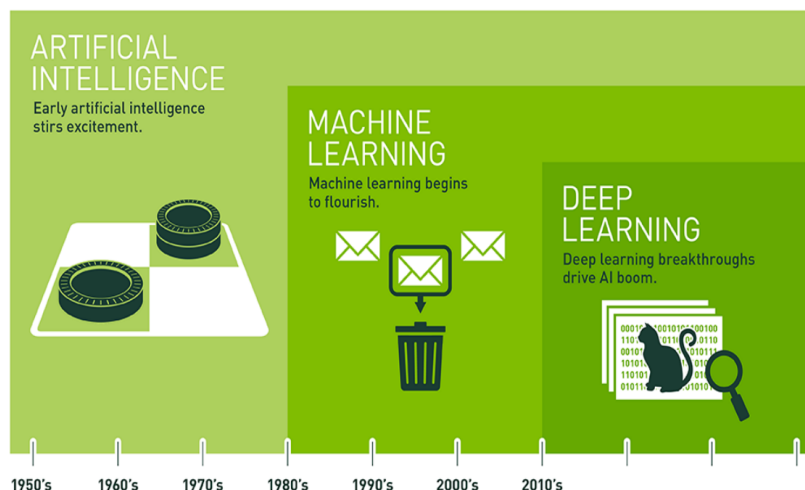 ARTIFICIAL
INTELLIGENCE
Early artificial intelligence
stirs excitement.
MACHINE
LEARNING
Machine learning begins
to flourish.
DEEP
LEARNING
Deep learning breakthroughs
drive AI boom.
1950's 1960's 1970's 1980's 1990's 2000's 2010's